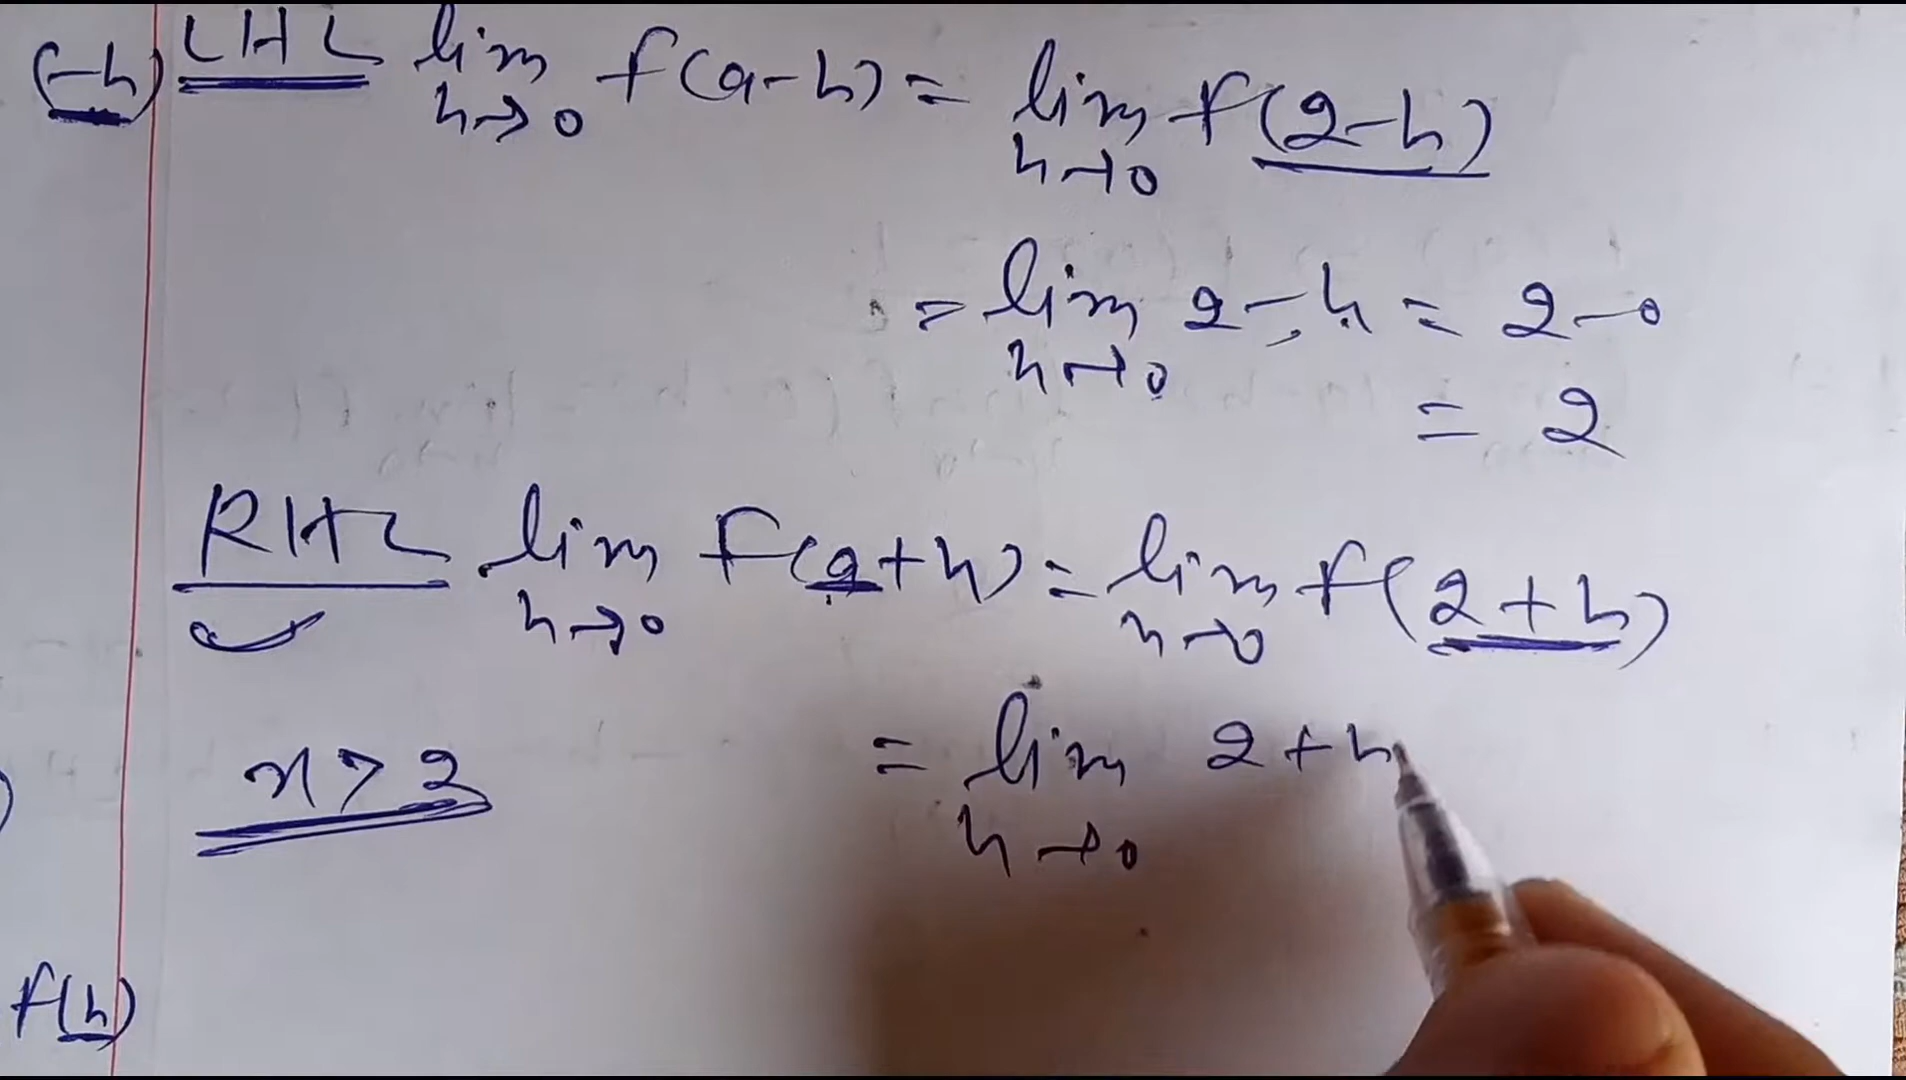 (-h) LHL lim f(a-h) = lim f(2-h)
h→0 h→0
= lim 2-h = 2-0
h→0
= 2
RHL lim f(a+h) = lim f(2+h)
h→0 h→0
x>2 = lim 2+h
h→0
f(h)